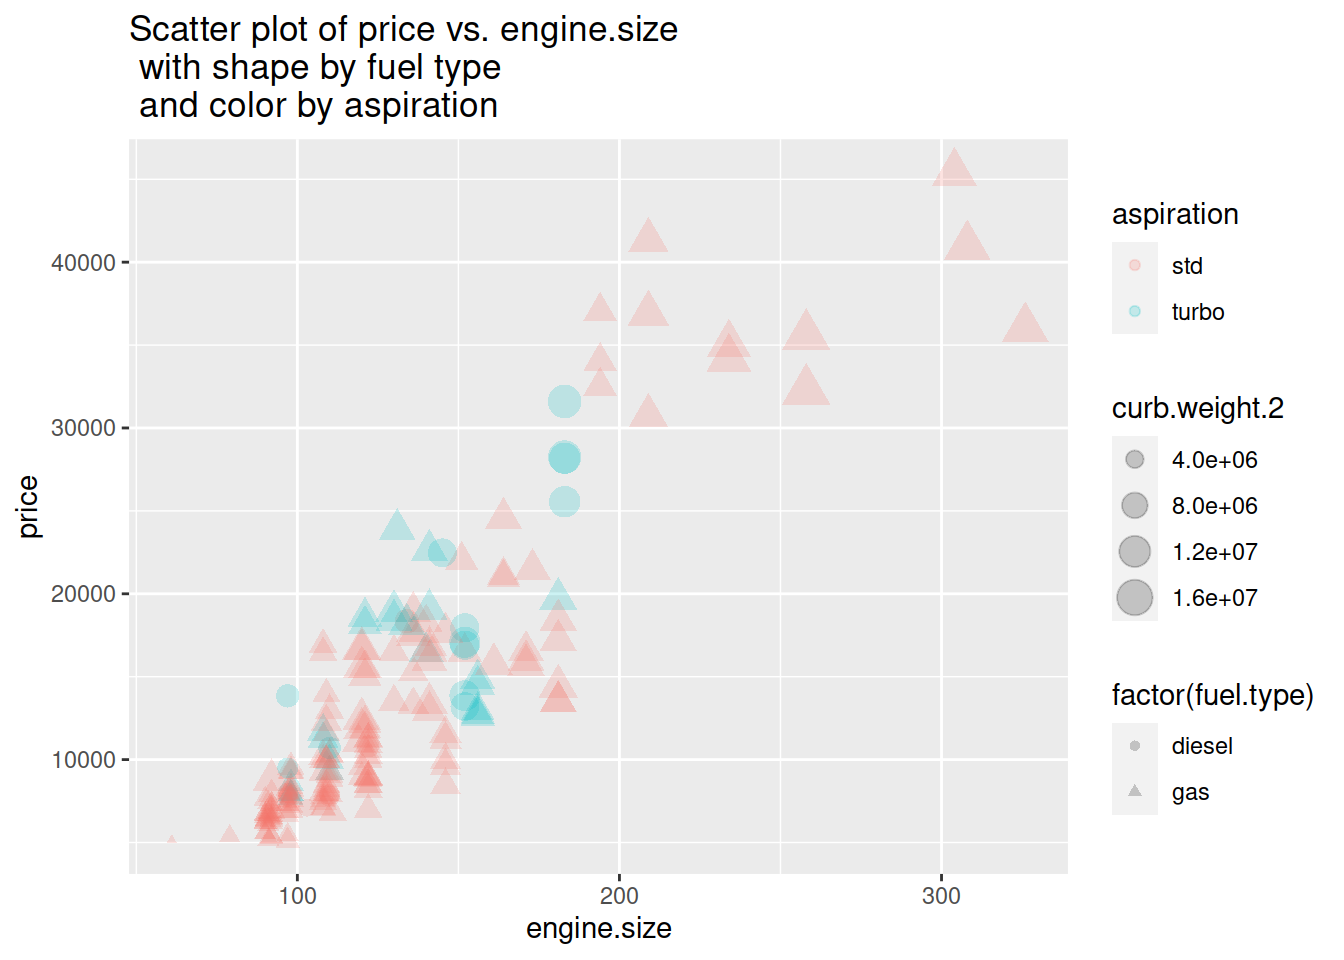 Scatter plot of price vs. engine.size
with shape by fuel type
and color by aspiration
price
40000
30000
20000
10000
100
200
300
engine.size
aspiration
std
turbo
curb.weight.2
4.0e+06
8.0e+06
1.2e+07
1.6e+07
factor(fuel.type)
diesel
gas